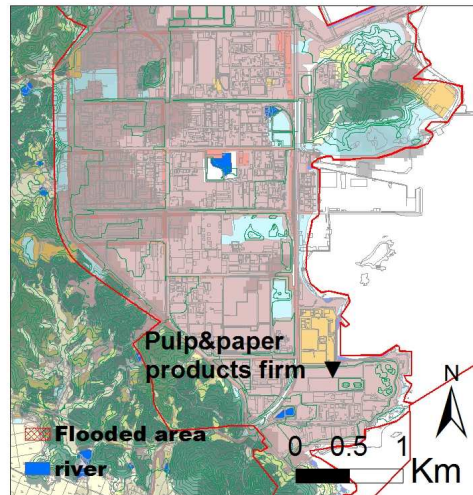 Pulp&paper
products firm
N
Flooded area
river
0 0.5 1
Km